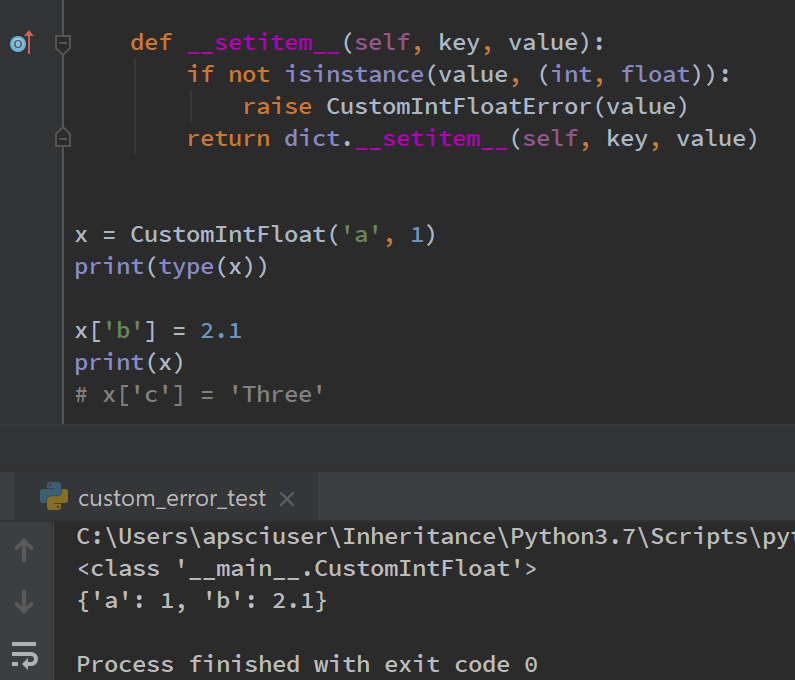 def __setitem__(self, key, value):
if not isinstance(value, (int, float)):
raise CustomIntFloatError(value)
return dict.__setitem__(self, key, value)
x = CustomIntFloat('a', 1)
print(type(x))
x['b'] = 2.1
print(x)
# x['c'] = 'Three'
custom_error_test
C:\Users\apsciuser\Inheritance\Python3.7\Scripts\pyt
<class '__main__.CustomIntFloat'>
{'a': 1, 'b': 2.1}
Process finished with exit code 0